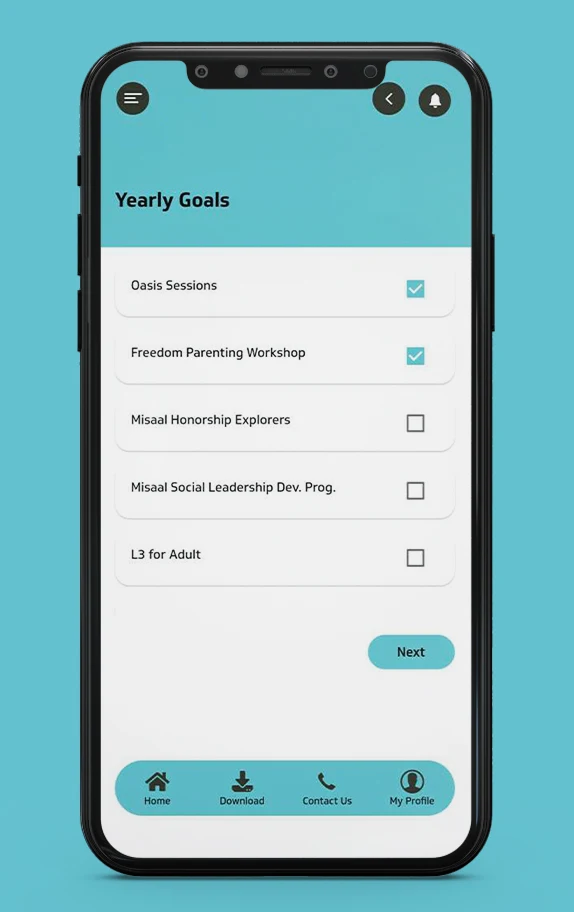 Yearly Goals
Oasis Sessions
Freedom Parenting Workshop
Misaal Honorship Explorers
Misaal Social Leadership Dev. Prog.
L3 for Adult
Next
Home
Download
Contact Us
My Profile